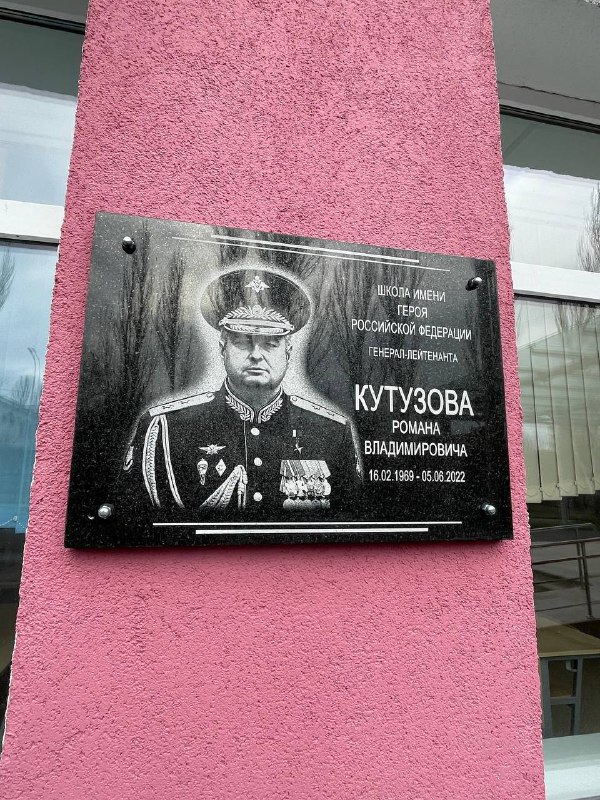 ШКОЛА ИМЕНИ
ГЕРОЯ
РОССИЙСКОЙ ФЕДЕРАЦИИ
ГЕНЕРАЛ-ЛЕЙТЕНАНТА
КУТУЗОВА
РОМАНА
ВЛАДИМИРОВИЧА
16.02.1969 - 05.06.2022